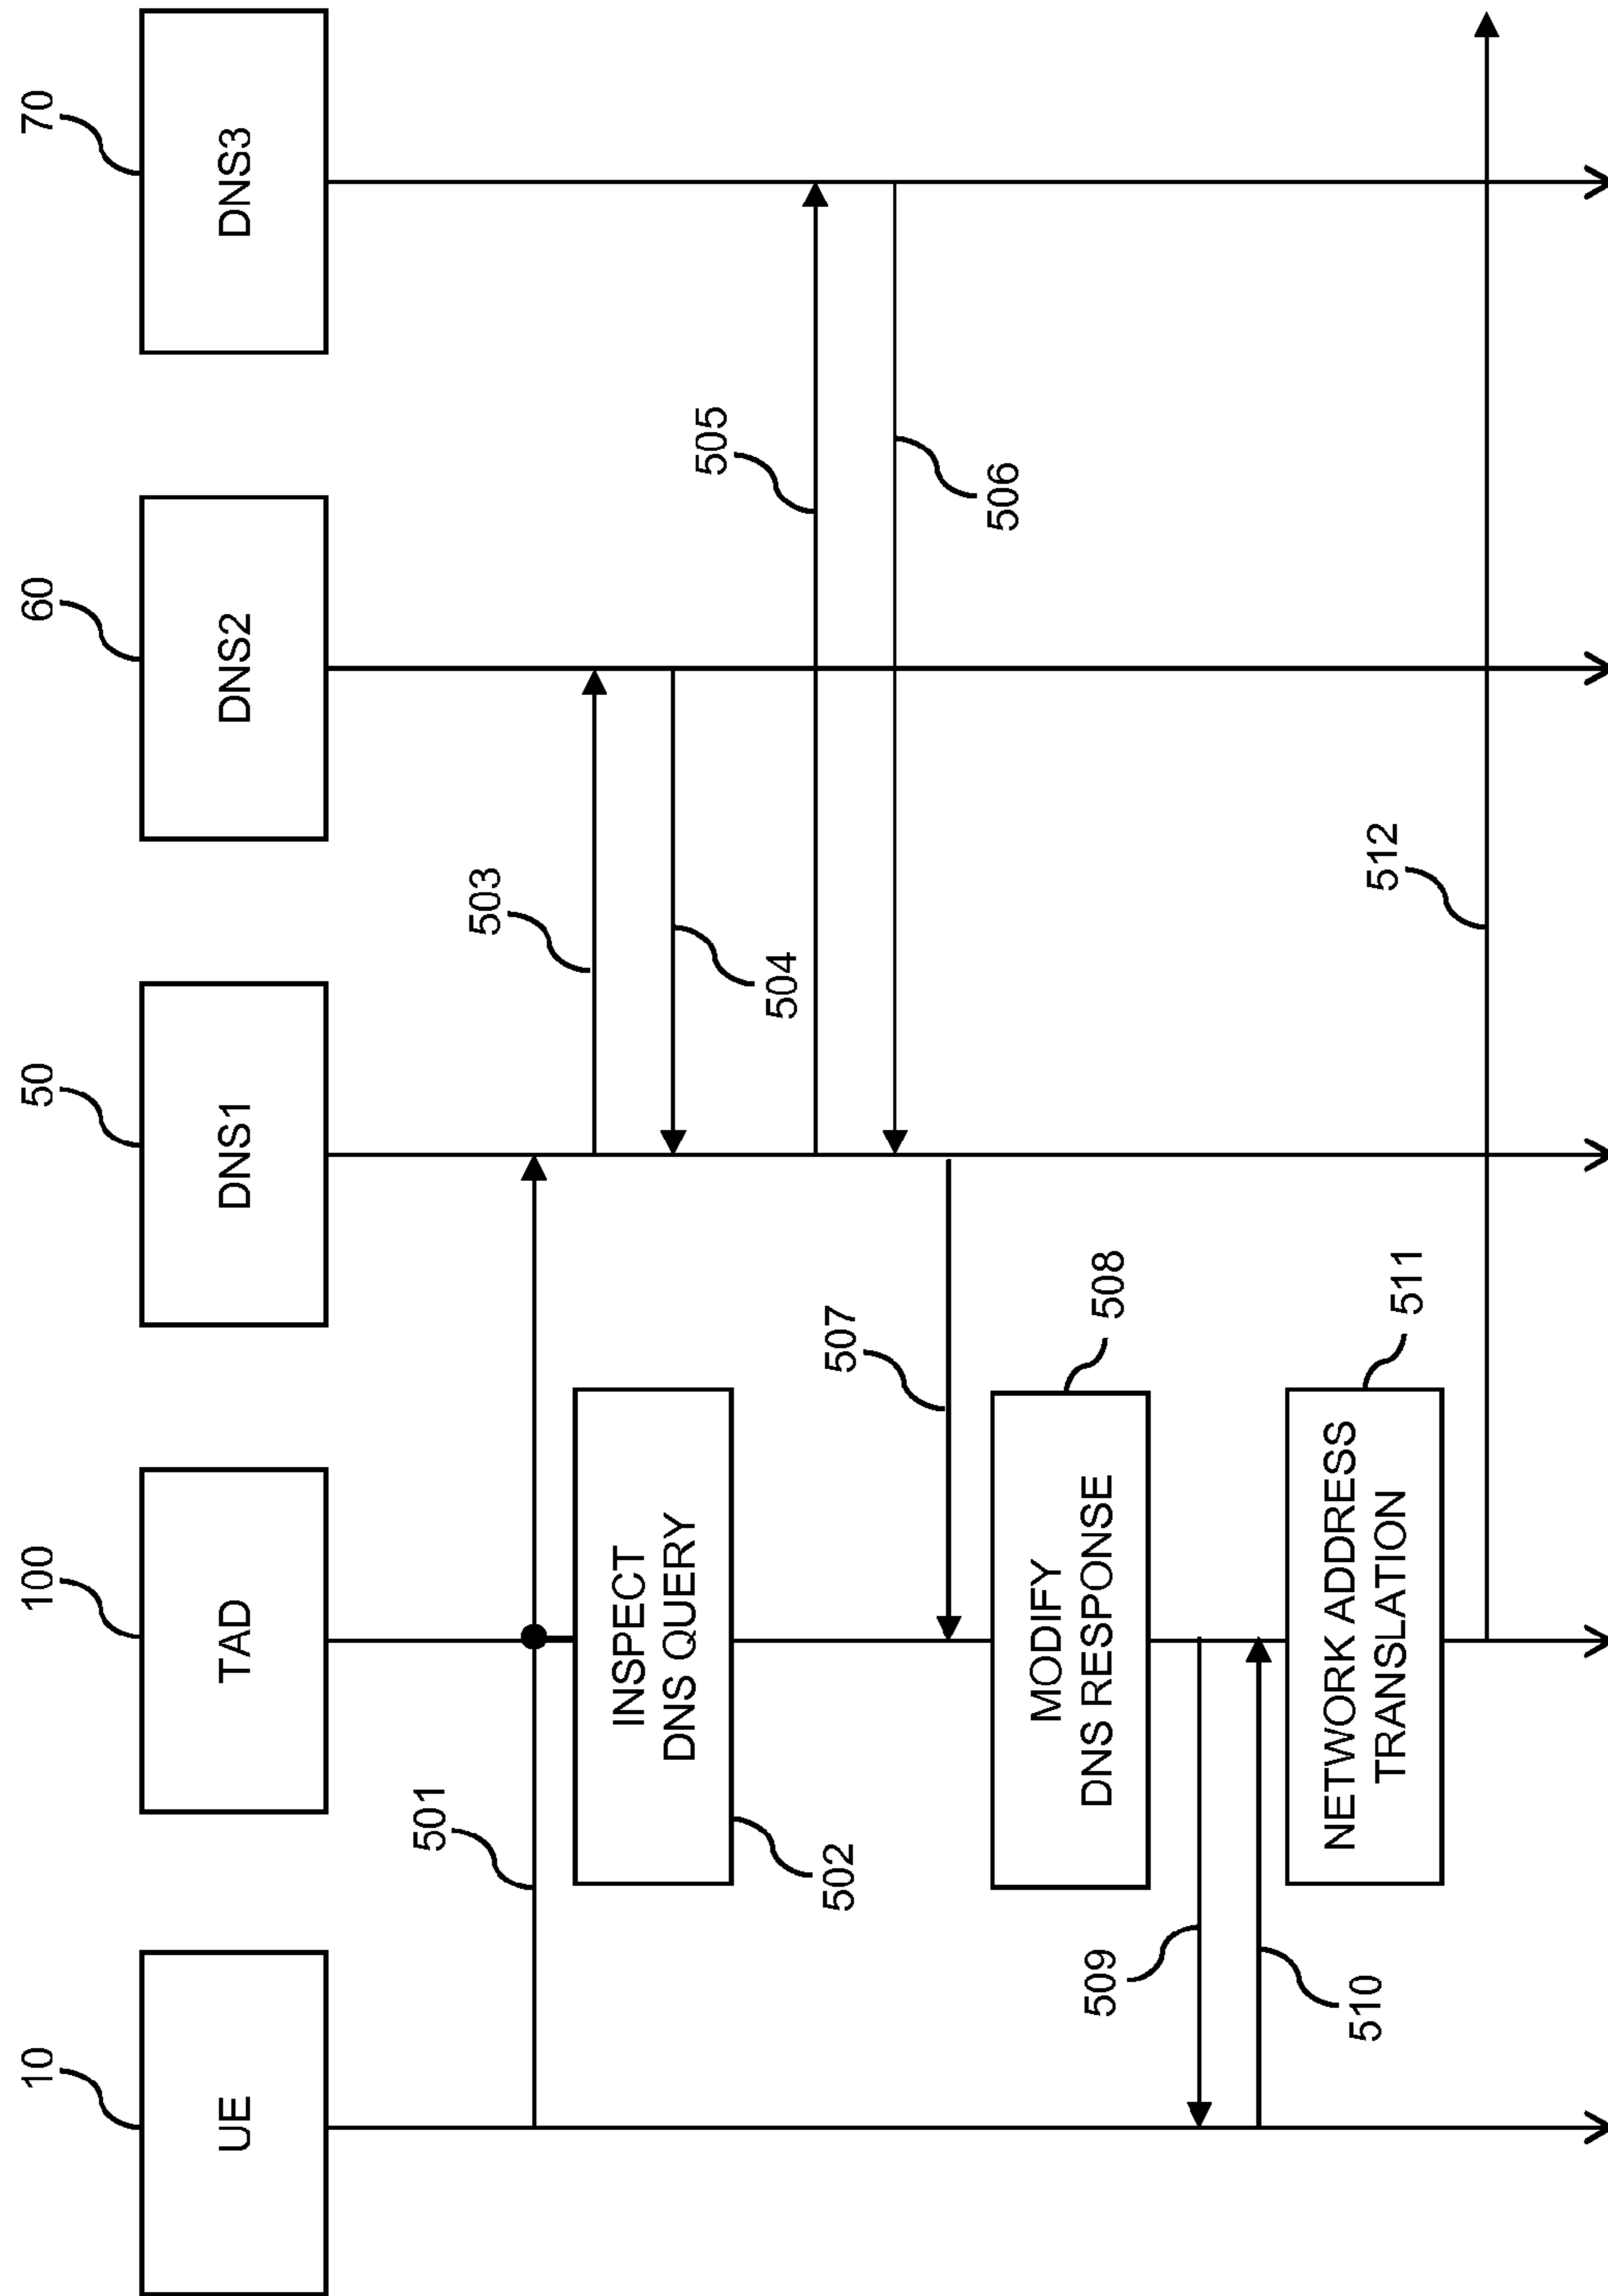 10
100
50
60
70
UE
TAD
DNS1
DNS2
DNS3
501
INSPECT
DNS QUERY
502
503
504
505
506
507
MODIFY
DNS RESPONSE
508
509
510
NETWORK ADDRESS
TRANSLATION
511
512